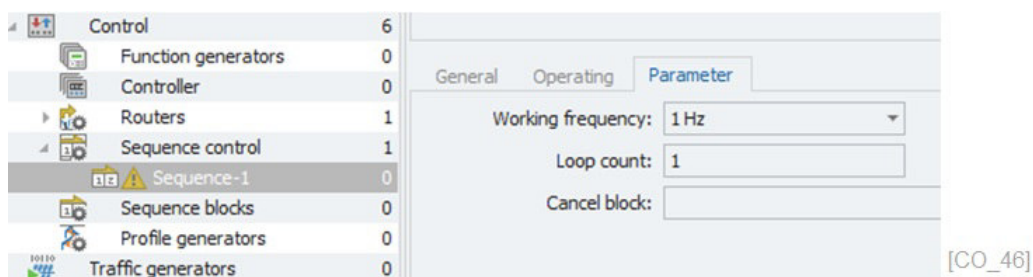 Control 6
Function generators 0
Controller 0
Routers 1
Sequence control 1
Sequence-1 0
Sequence blocks 0
Profile generators 0
Traffic generators 0
General Operating Parameter
Working frequency: 1 Hz
Loop count: 1
Cancel block:
[CO_46]